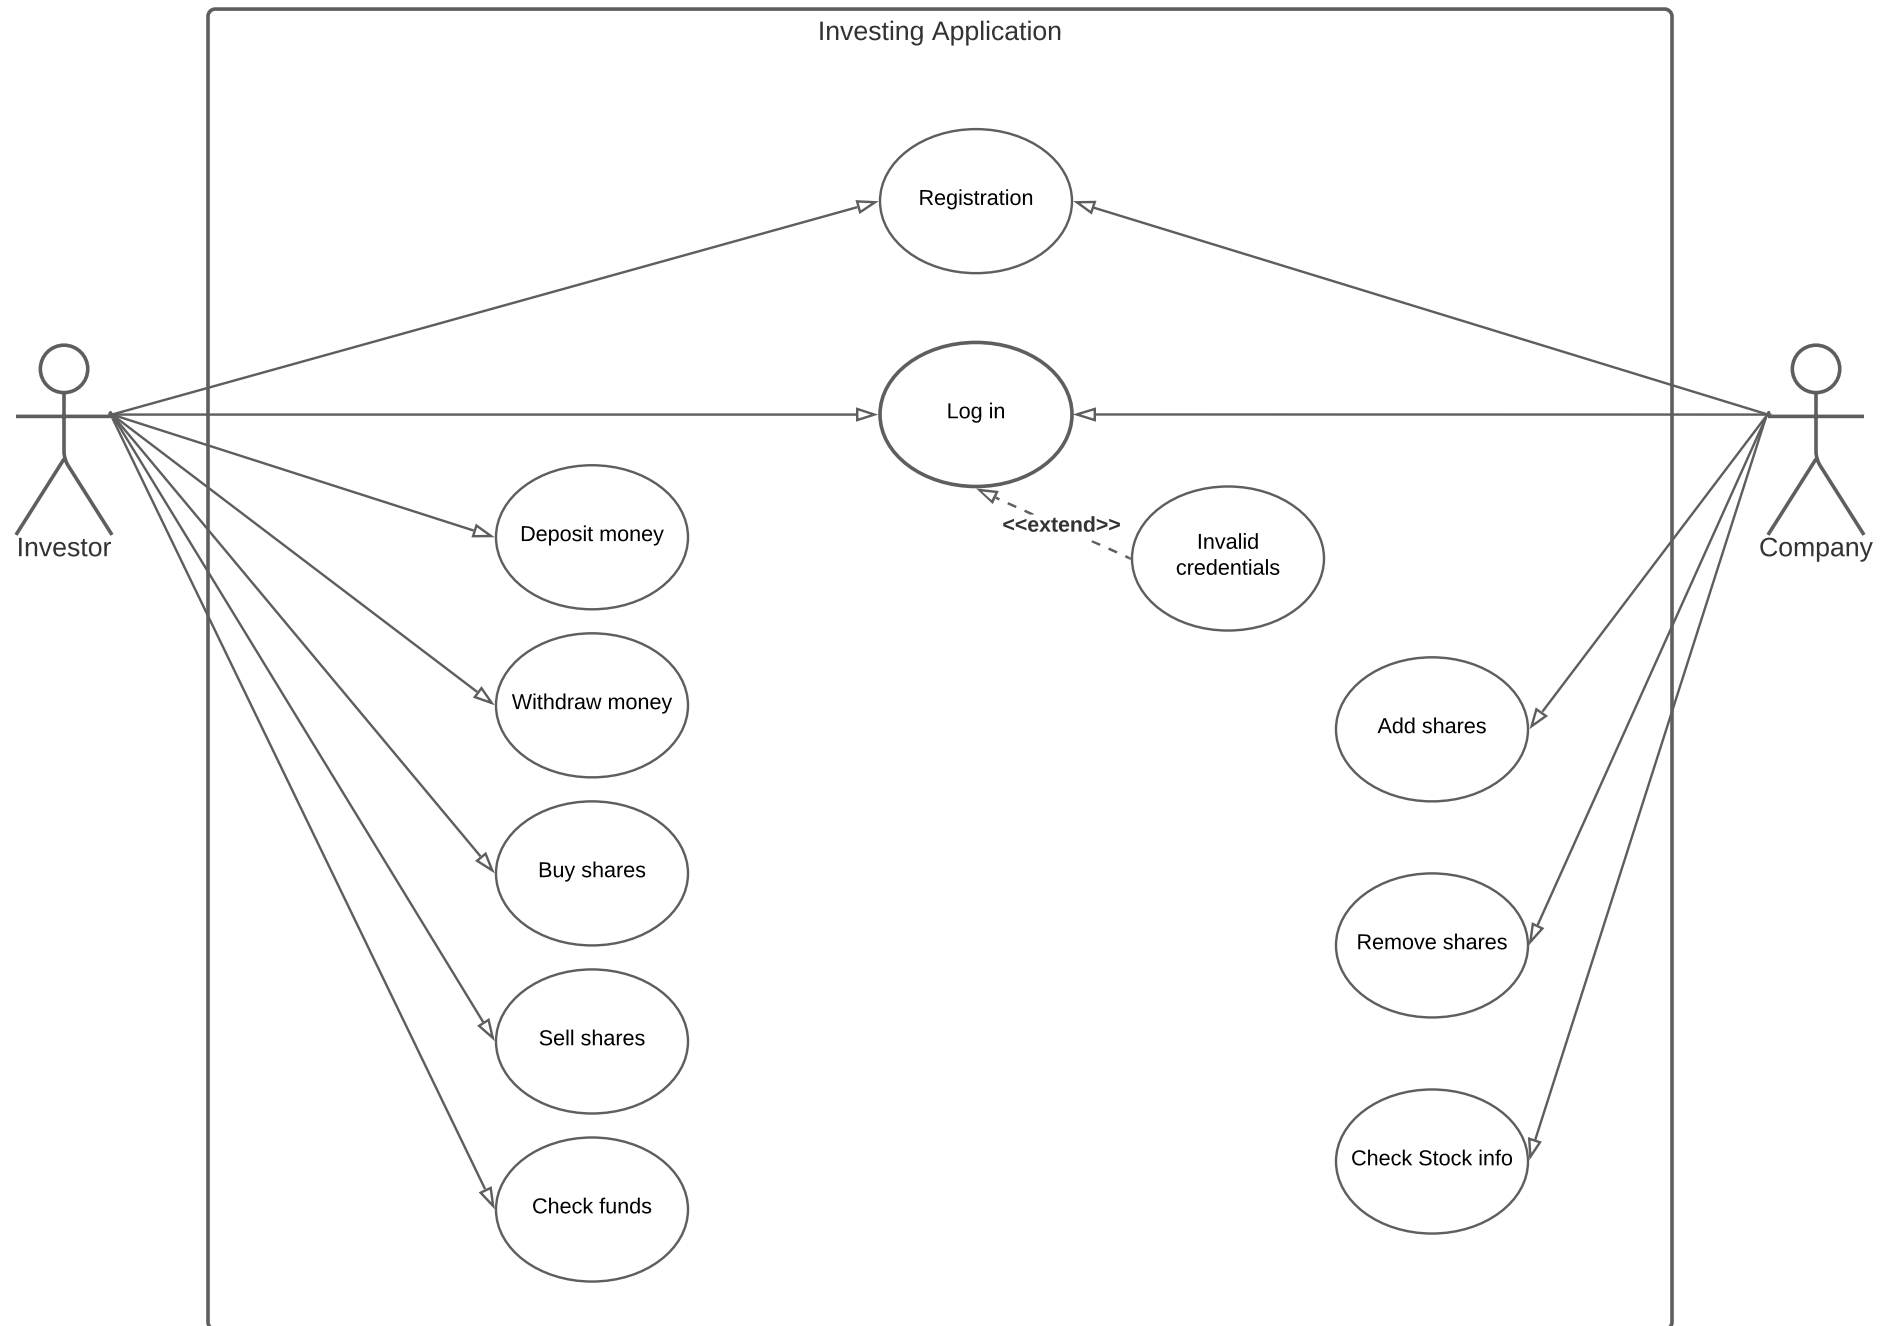 Investing Application
Registration
Log in
<<extend>>
Invalid
credentials
Investor
Company
Deposit money
Withdraw money
Buy shares
Sell shares
Check funds
Add shares
Remove shares
Check Stock info